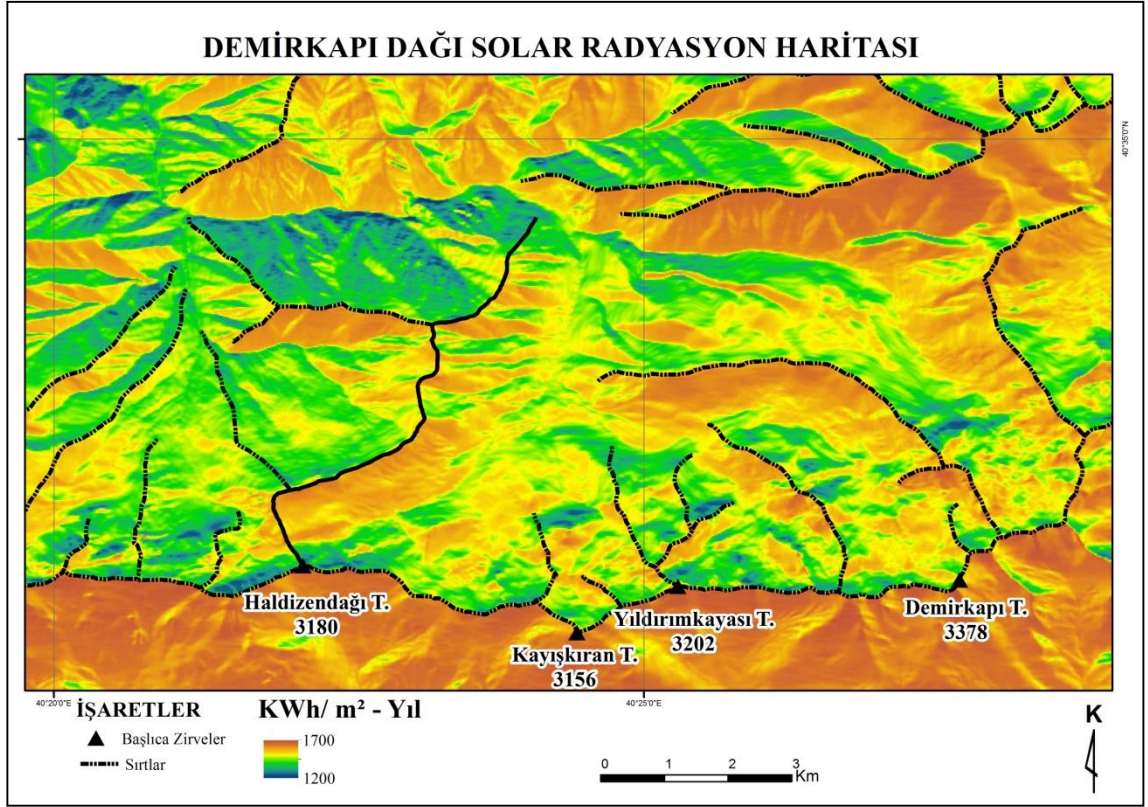 DEMİRKAPI DAĞI SOLAR RADYASYON HARİTASI
40°35'0"N
Haldizendağı T.
3180
Kayışkıran T.
3156
Yıldırımkayası T.
3202
Demirkapı T.
3378
40°20'0"E
40°25'0"E
İŞARETLER
Başlıca Zirveler
Sırtlar
KWh/ m² - Yıl
1700
1200
0 1 2 3
Km
K